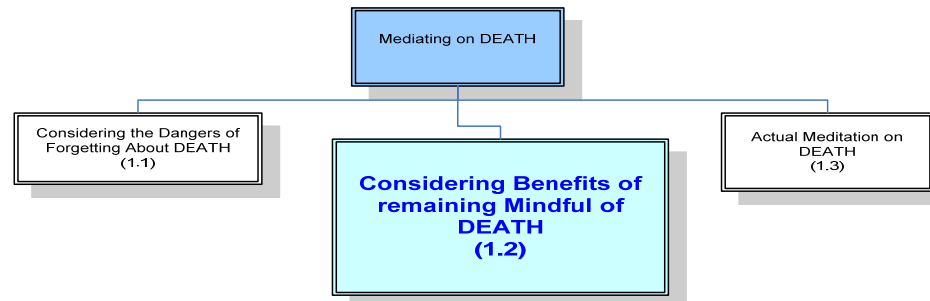 Mediating on DEATH
Considering the Dangers of
Forgetting About DEATH
(1.1)
Considering Benefits of
remaining Mindful of
DEATH
(1.2)
Actual Meditation on
DEATH
(1.3)